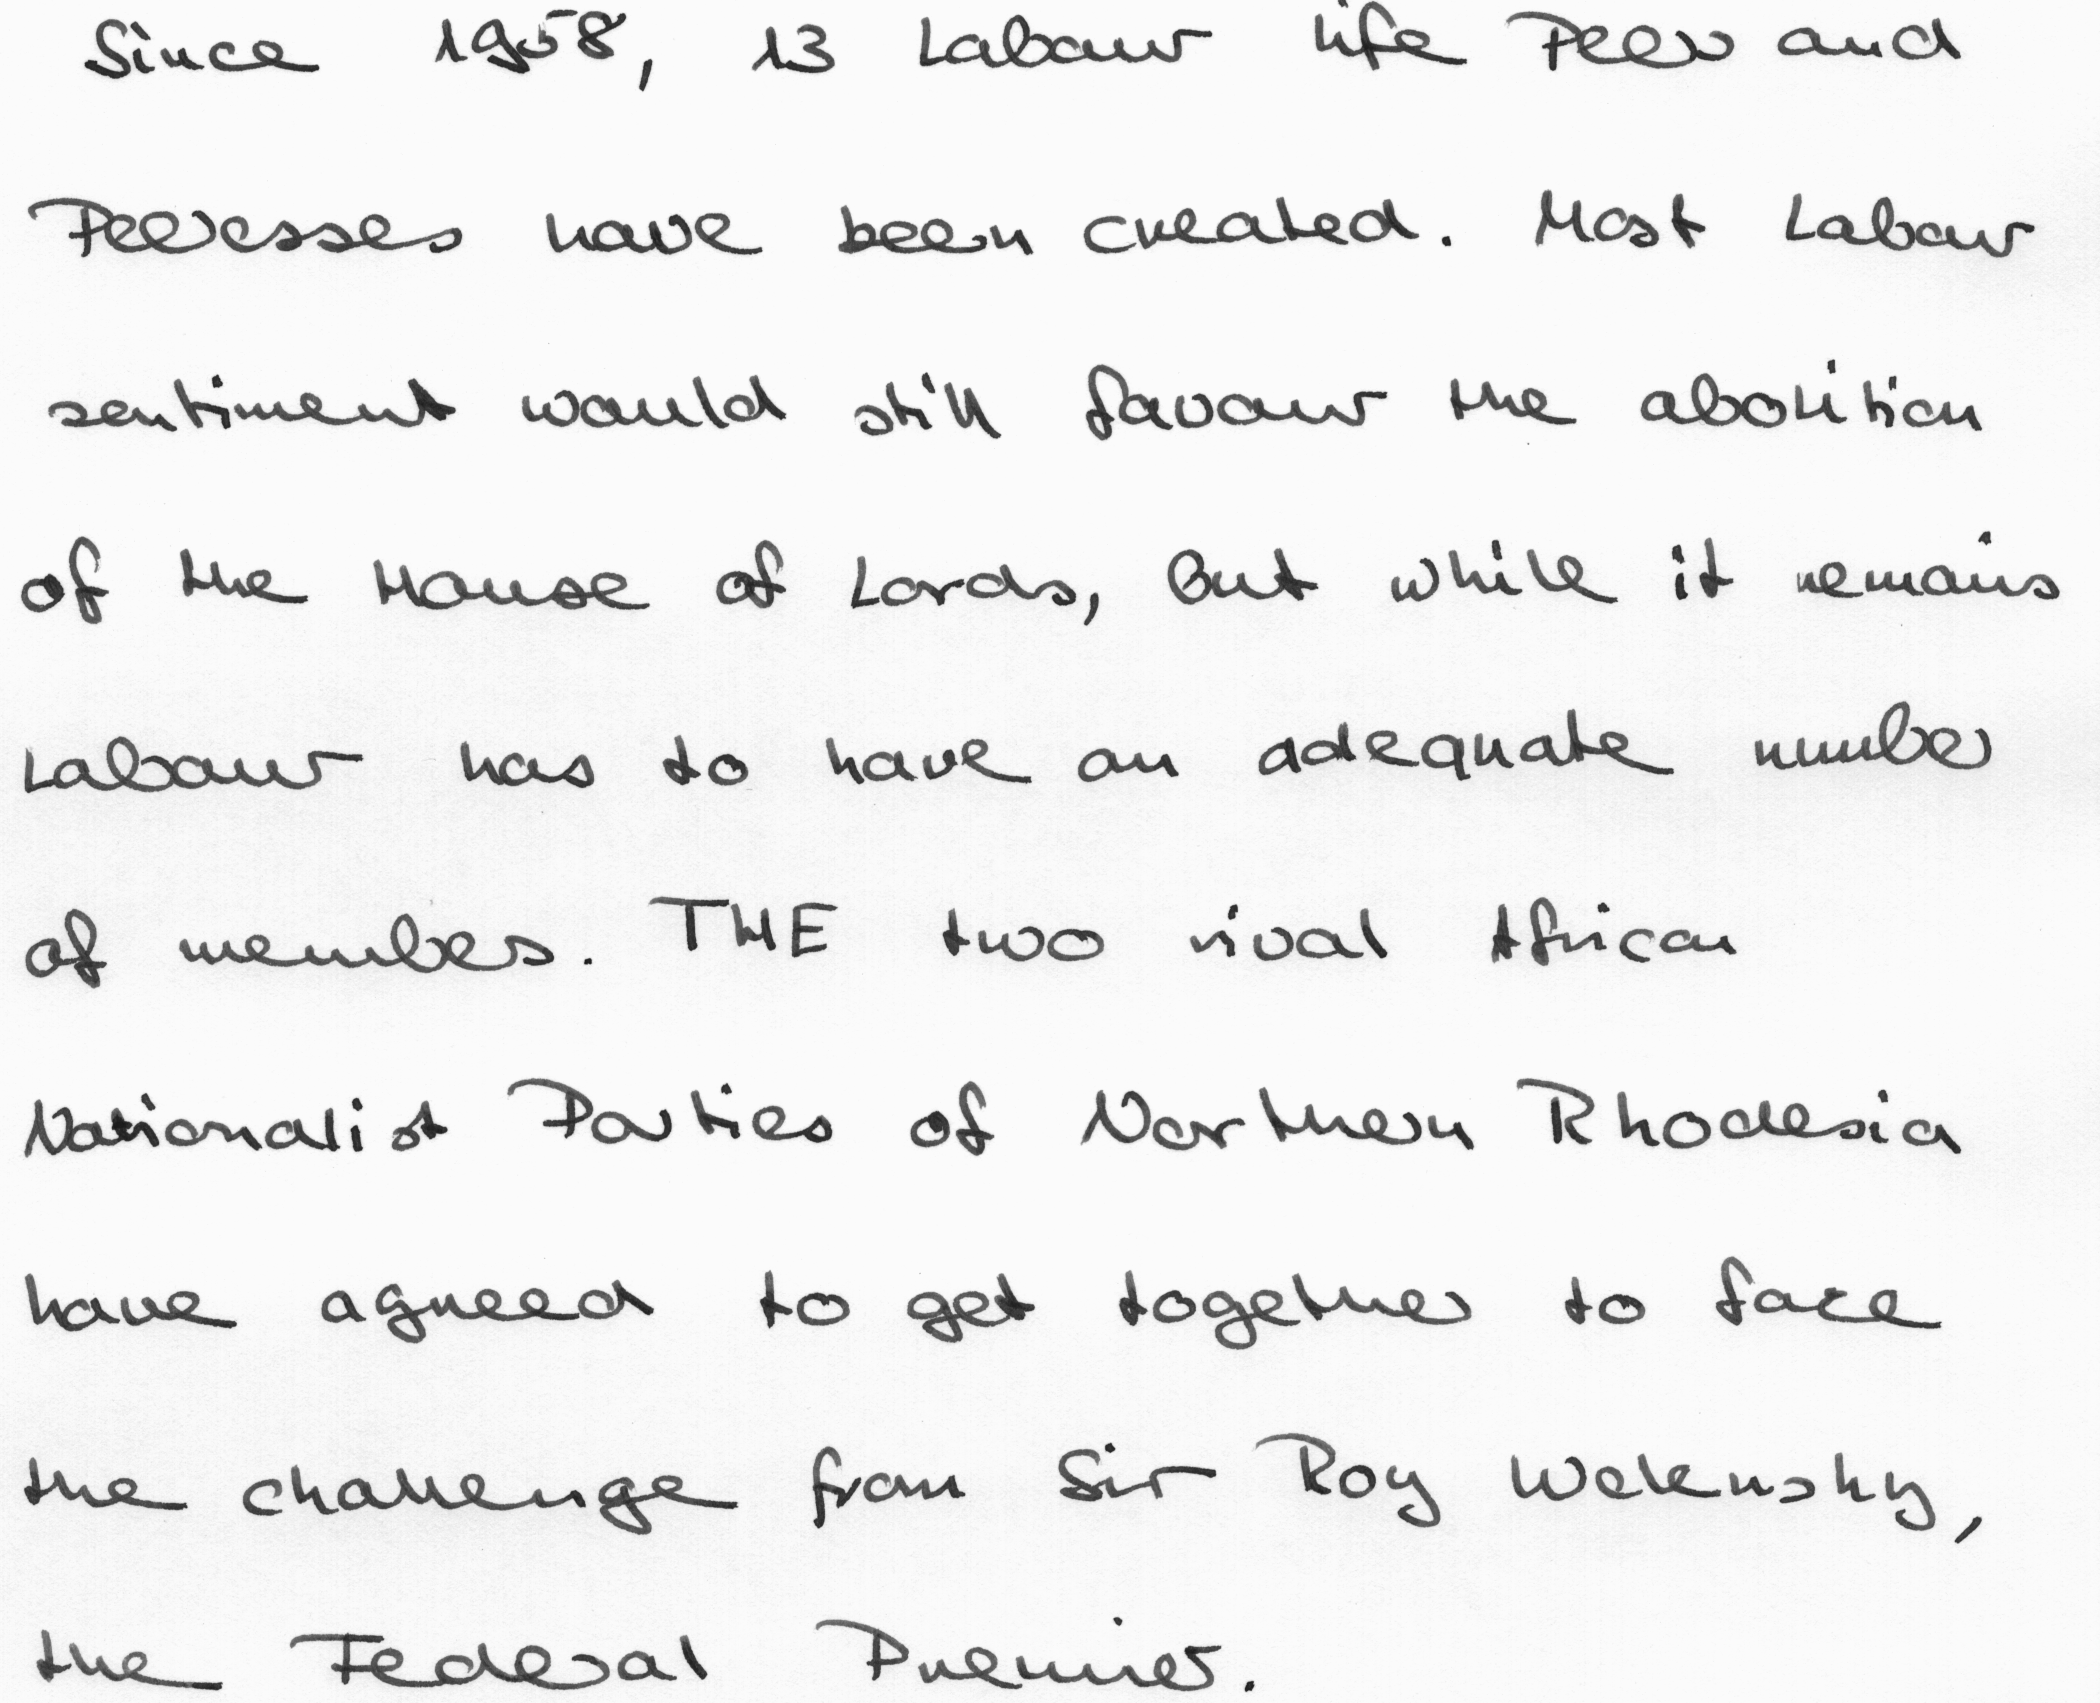 Since 1958, 13 Labour life Peers and
Peeresses have been created. Most Labour
sentiment would still favour the abolition
of the House of Lords, but while it remains
Labour has to have an adequate number
of members. THE two rival African
Nationalist Parties of Northern Rhodesia
have agreed to get together to face
the challenge from Sir Roy Welensky,
the Federal Premier.